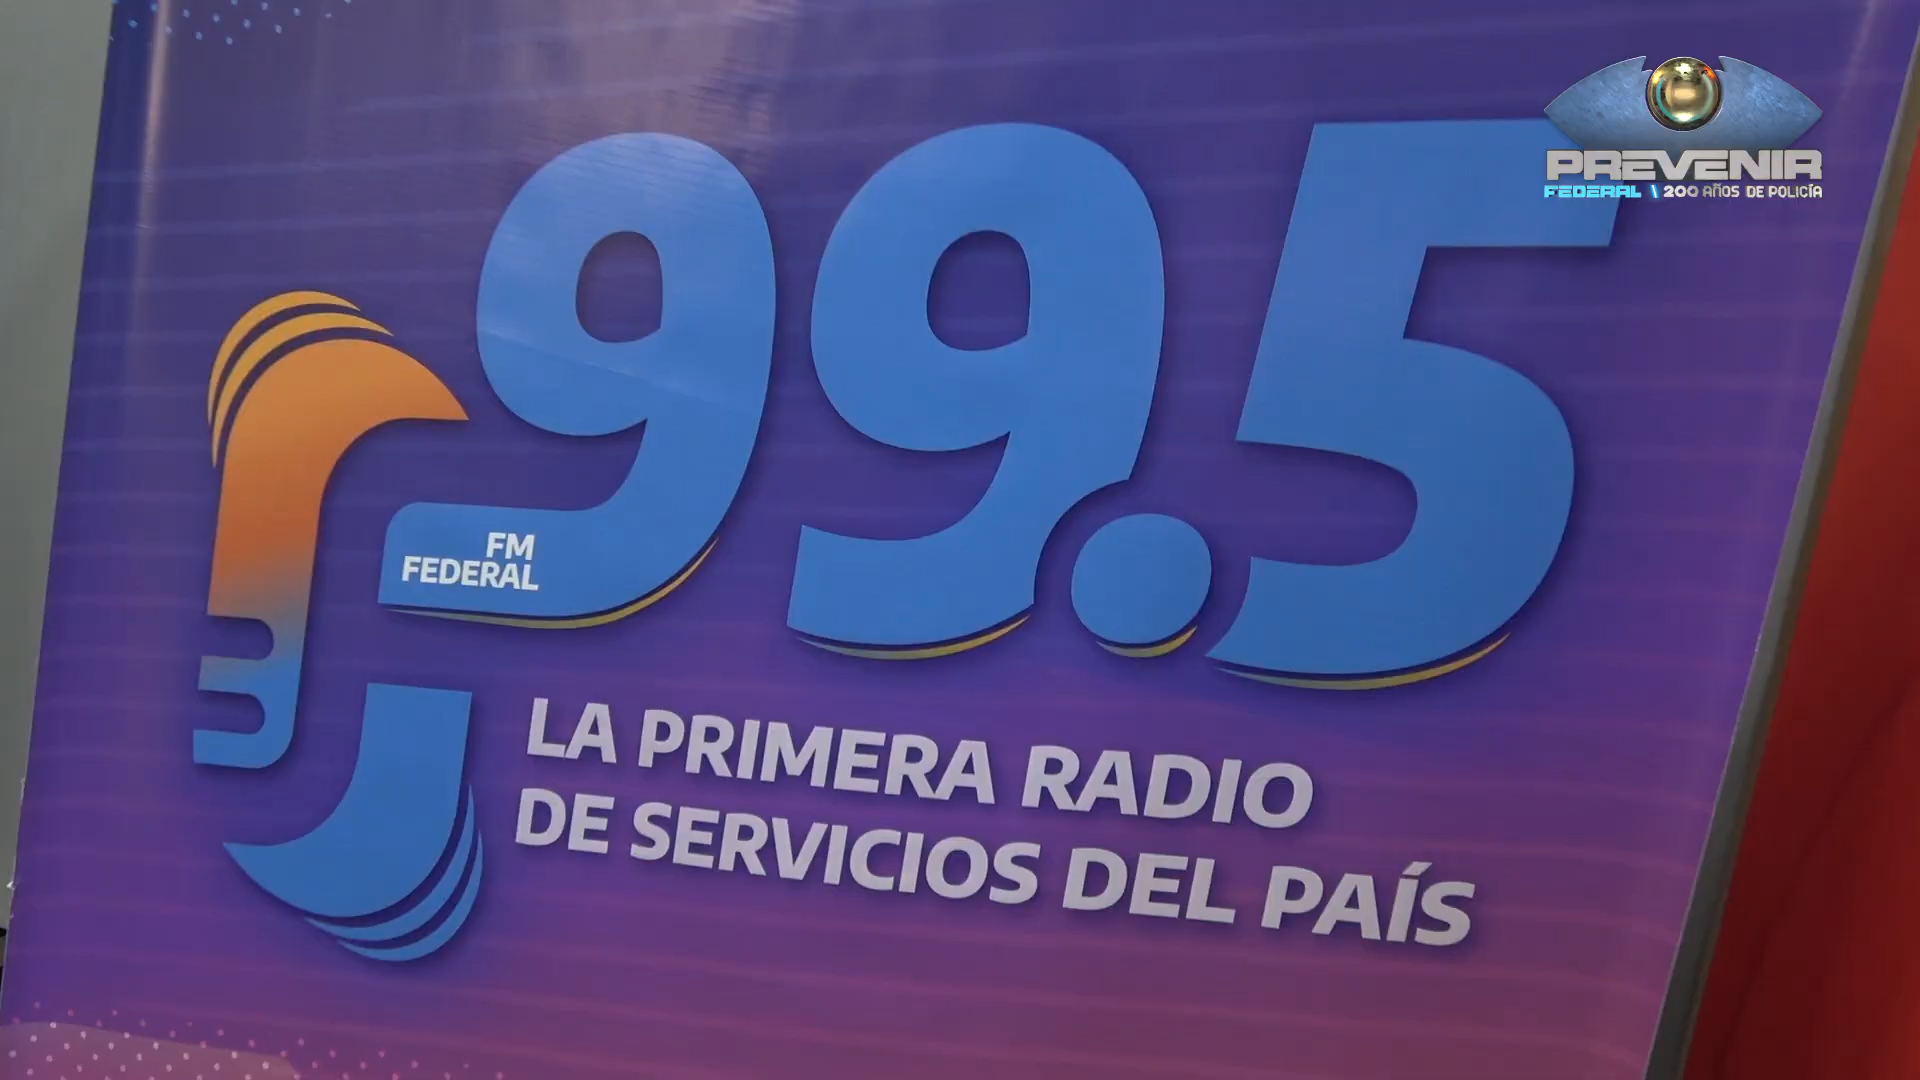 99.5
FM
FEDERAL
LA PRIMERA RADIO
DE SERVICIOS DEL PAÍS
PREVENIR
FEDERAL \ 200 AÑOS DE POLICÍA